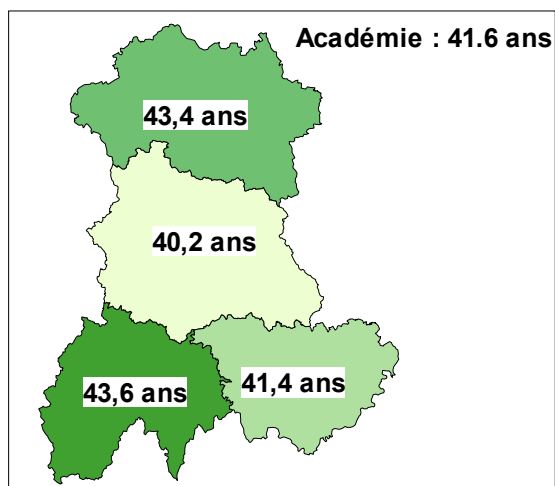 Académie : 41.6 ans
43,4 ans
40,2 ans
43,6 ans
41,4 ans